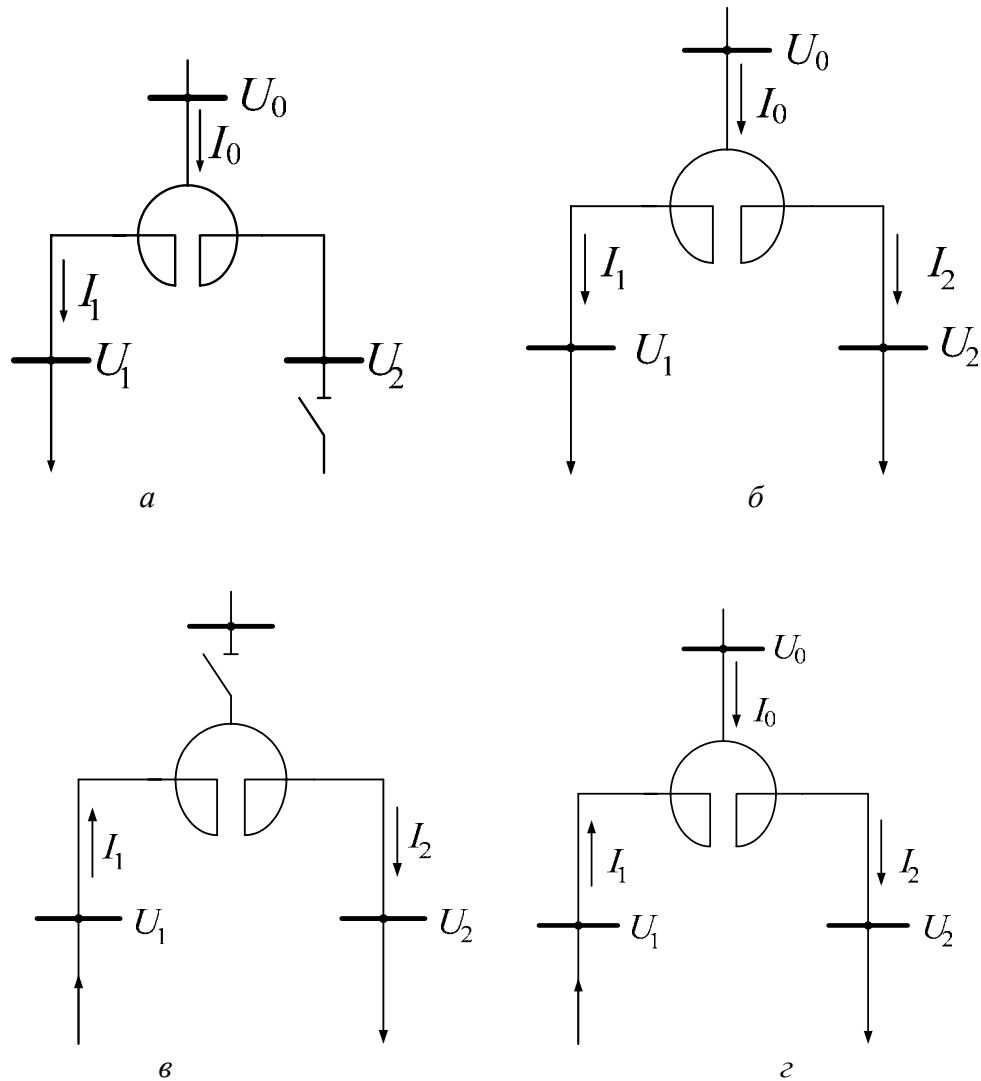 U₀
U₀
I₀
I₀
I₁
I₁
I₂
U₁
U₂
U₁
U₂
а
б
U₀
I₀
I₁
I₂
I₁
I₂
U₁
U₂
U₁
U₂
в
г